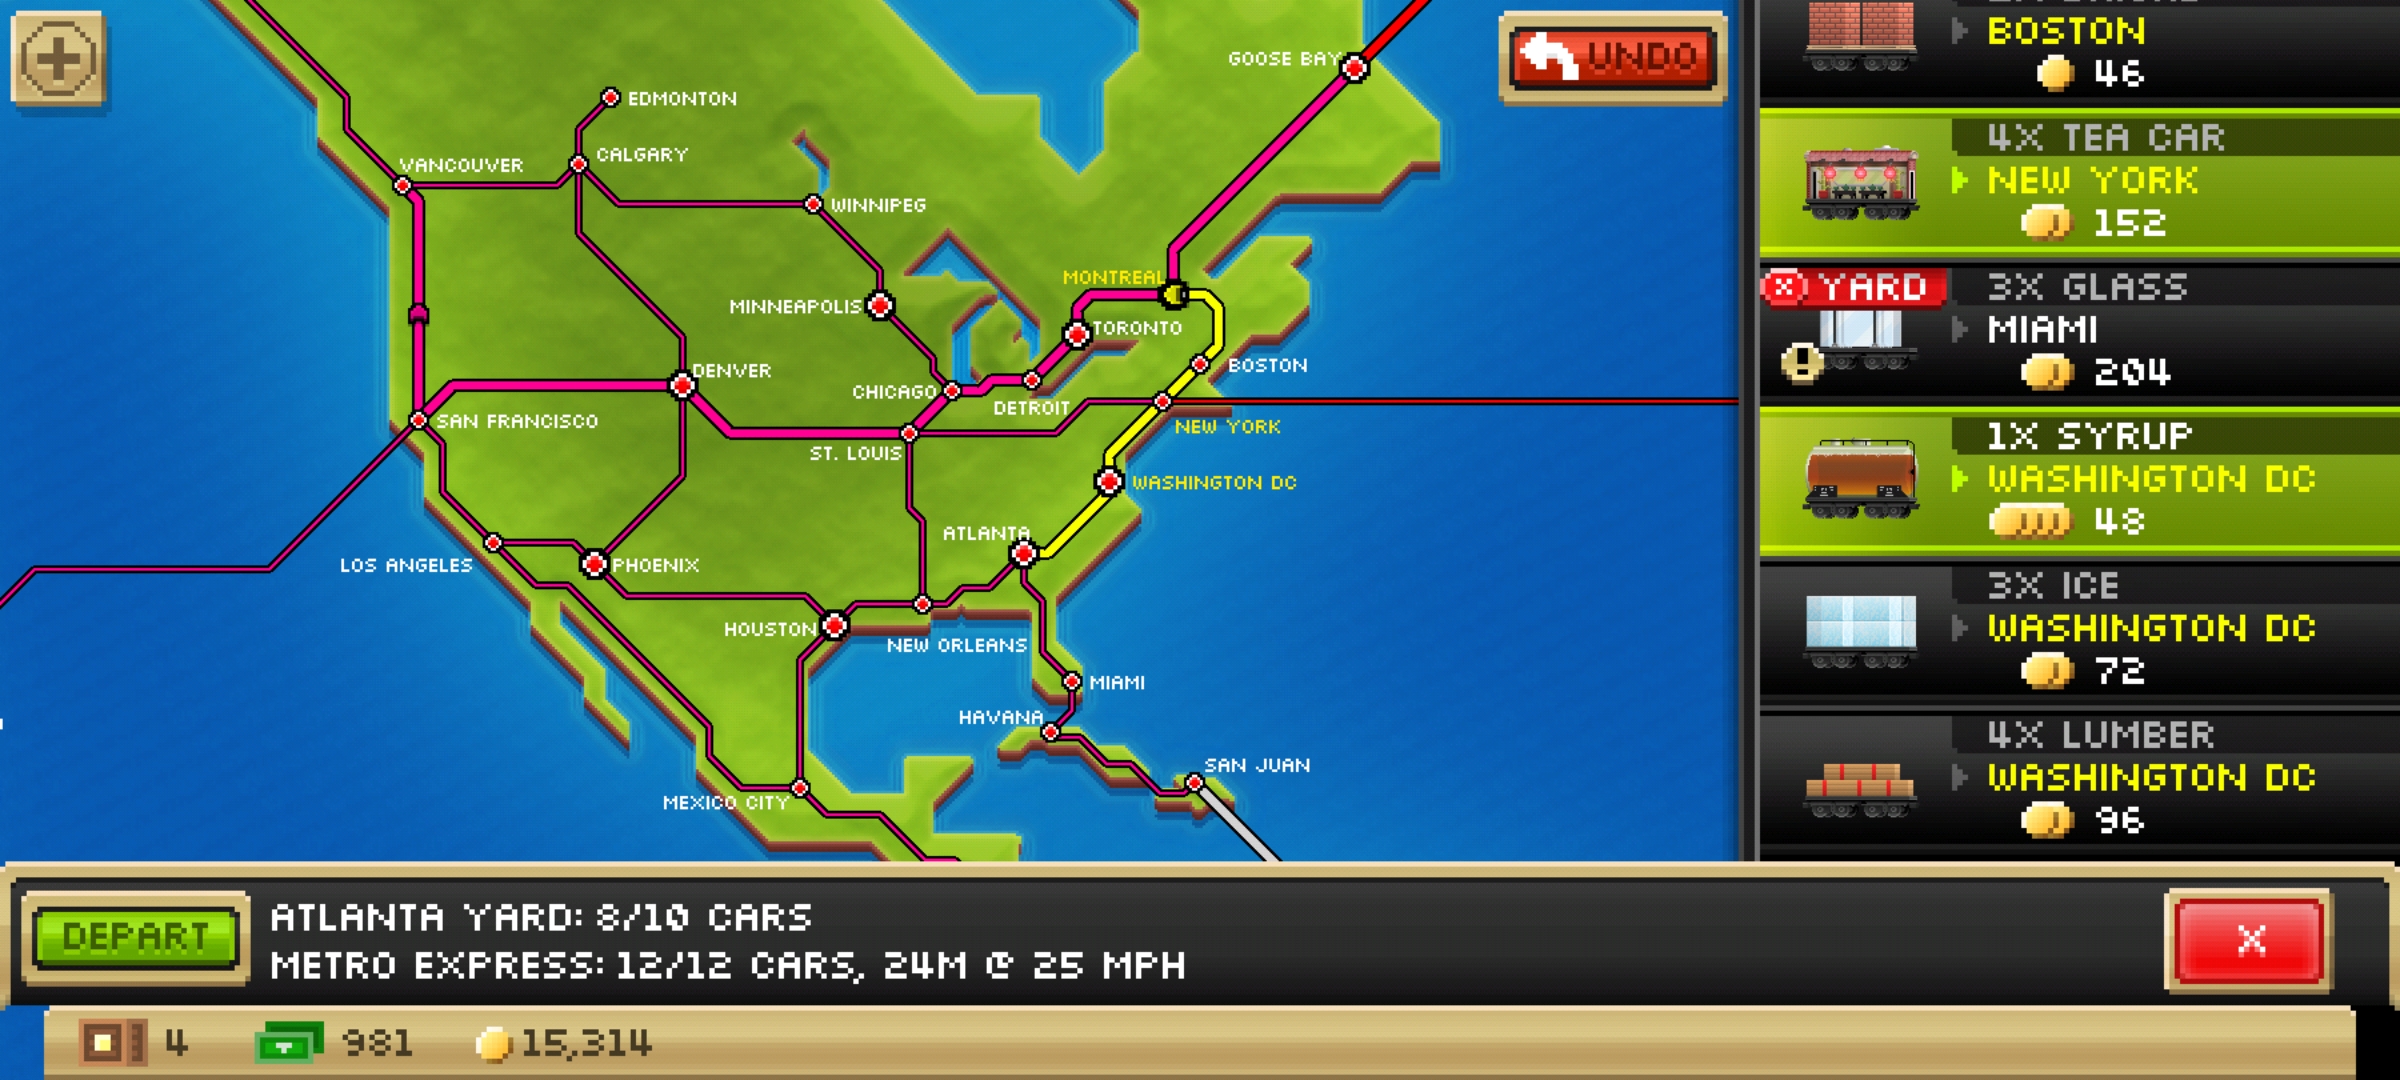 GOOSE BAY
UNDO
EDMONTON
CALGARY
VANCOUVER
WINNIPEG
MONTREAL
MINNEAPOLIS
TORONTO
BOSTON
DENVER
CHICAGO
DETROIT
SAN FRANCISCO
NEW YORK
ST. LOUIS
WASHINGTON DC
ATLANTA
LOS ANGELES
PHOENIX
HOUSTON
NEW ORLEANS
MIAMI
HAVANA
SAN JUAN
MEXICO CITY
BOSTON
46
4X TEA CAR
NEW YORK
152
X YARD
3X GLASS
MIAMI
!
204
1X SYRUP
WASHINGTON DC
48
3X ICE
WASHINGTON DC
72
4X LUMBER
WASHINGTON DC
96
DEPART
ATLANTA YARD: 8/10 CARS
METRO EXPRESS: 12/12 CARS, 24M @ 25 MPH
X
4
981
15,314